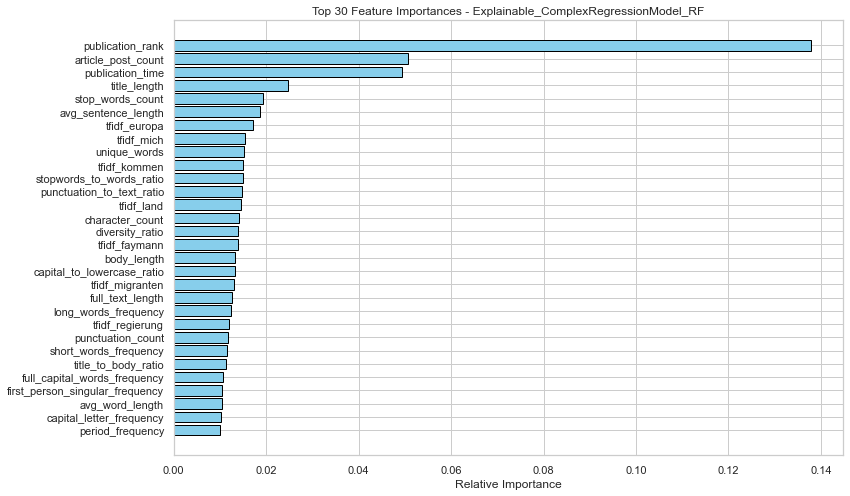 Top 30 Feature Importances - Explainable_ComplexRegressionModel_RF
publication_rank
article_post_count
publication_time
title_length
stop_words_count
avg_sentence_length
tfidf_europa
tfidf_mich
unique_words
tfidf_kommen
stopwords_to_words_ratio
punctuation_to_text_ratio
tfidf_land
character_count
diversity_ratio
tfidf_faymann
body_length
capital_to_lowercase_ratio
tfidf_migranten
full_text_length
long_words_frequency
tfidf_regierung
punctuation_count
short_words_frequency
title_to_body_ratio
full_capital_words_frequency
first_person_singular_frequency
avg_word_length
capital_letter_frequency
period_frequency
0.00 0.02 0.04 0.06 0.08 0.10 0.12 0.14
Relative Importance